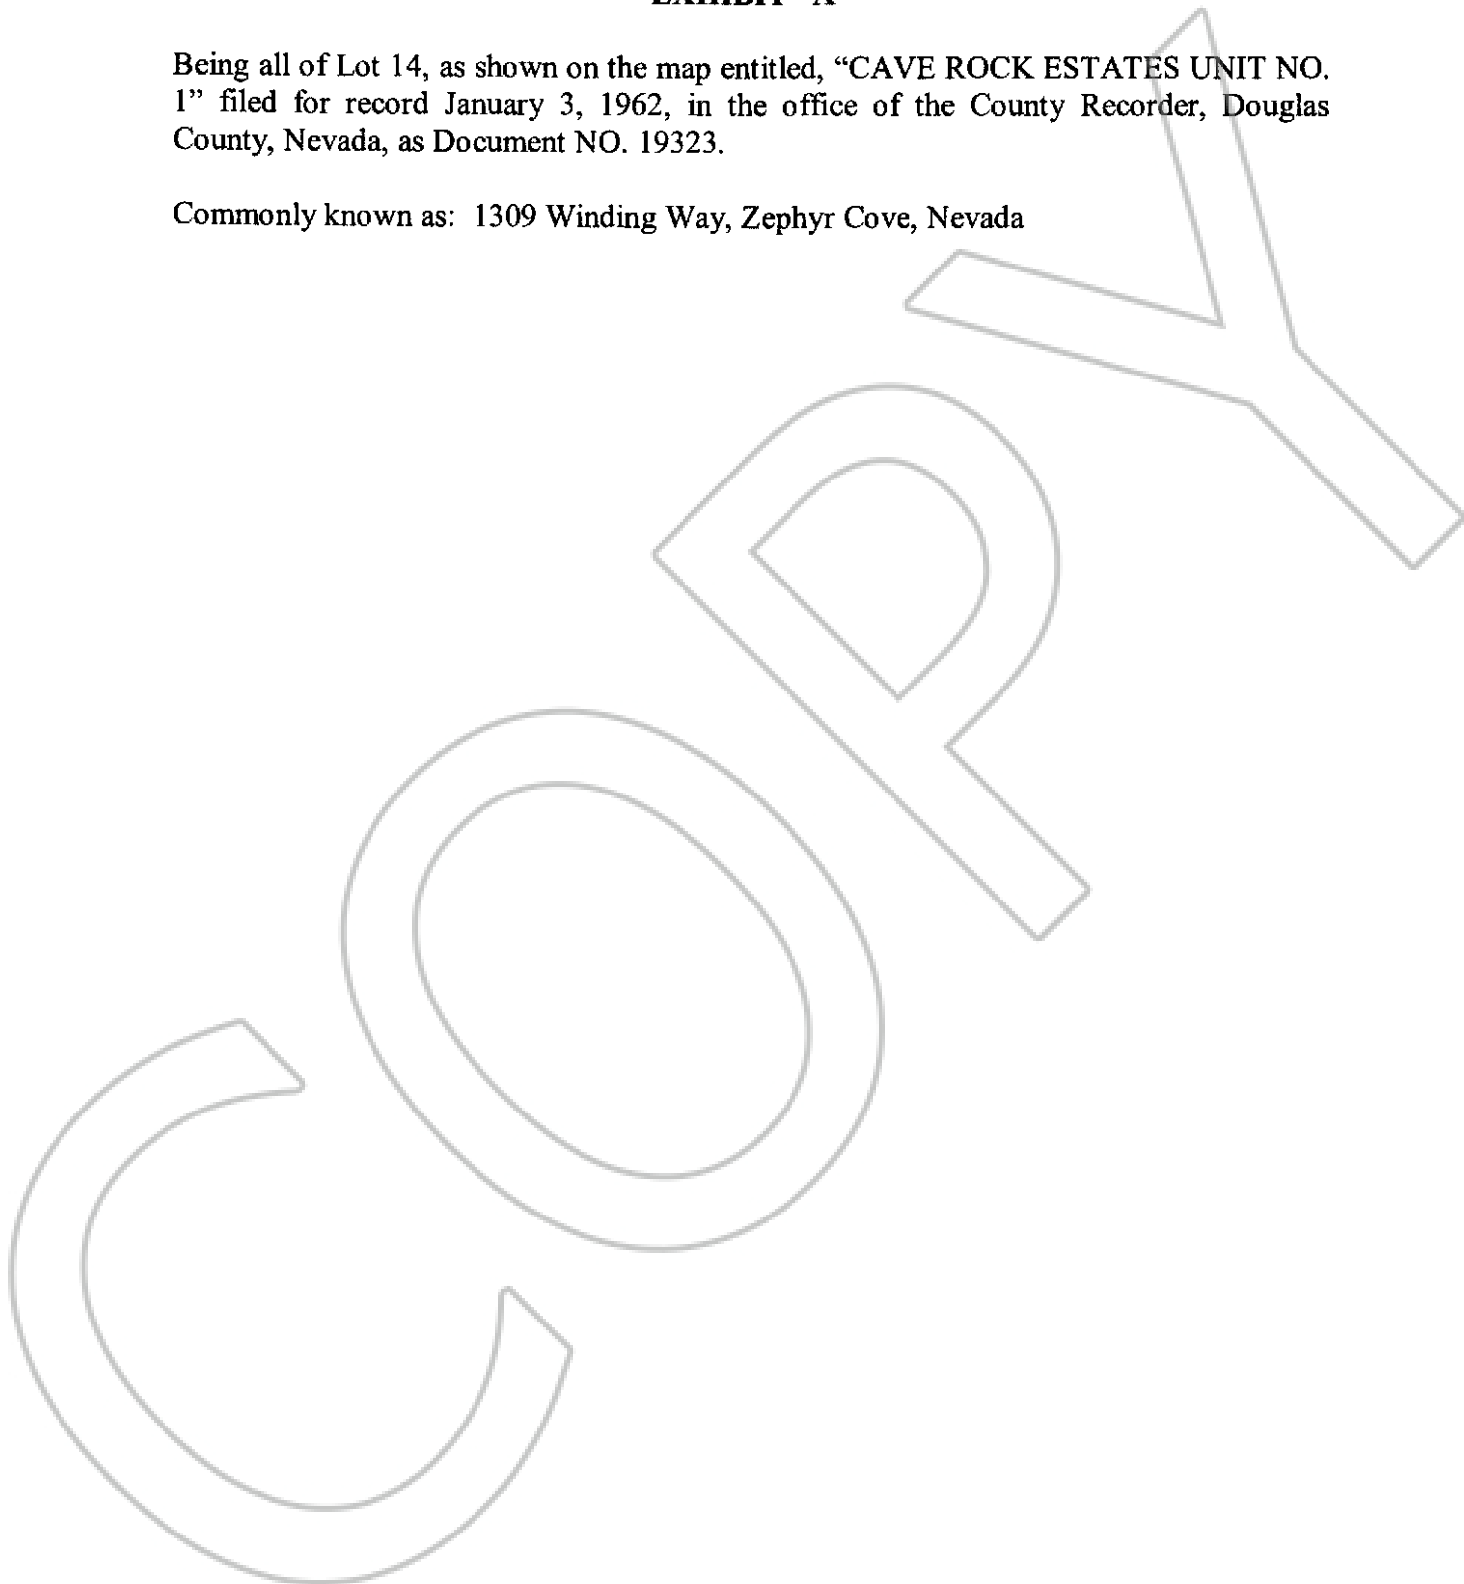 EXHIBIT "A"
Being all of Lot 14, as shown on the map entitled, “CAVE ROCK ESTATES UNIT NO.
1” filed for record January 3, 1962, in the office of the County Recorder, Douglas
County, Nevada, as Document NO. 19323.
Commonly known as: 1309 Winding Way, Zephyr Cove, Nevada
COPY